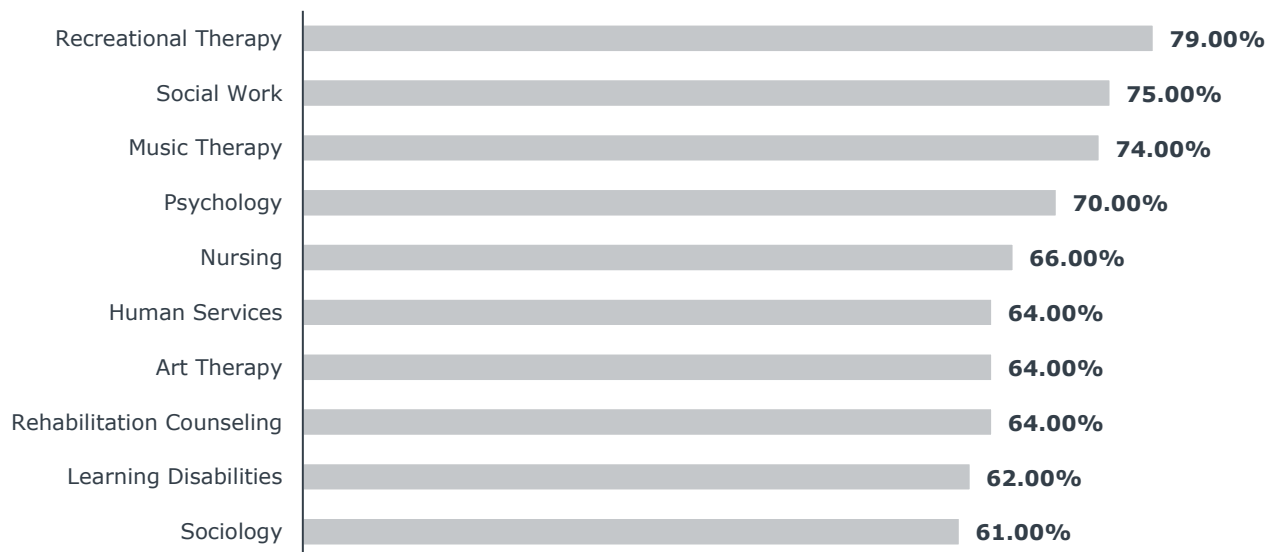 Recreational Therapy 79.00%
Social Work 75.00%
Music Therapy 74.00%
Psychology 70.00%
Nursing 66.00%
Human Services 64.00%
Art Therapy 64.00%
Rehabilitation Counseling 64.00%
Learning Disabilities 62.00%
Sociology 61.00%